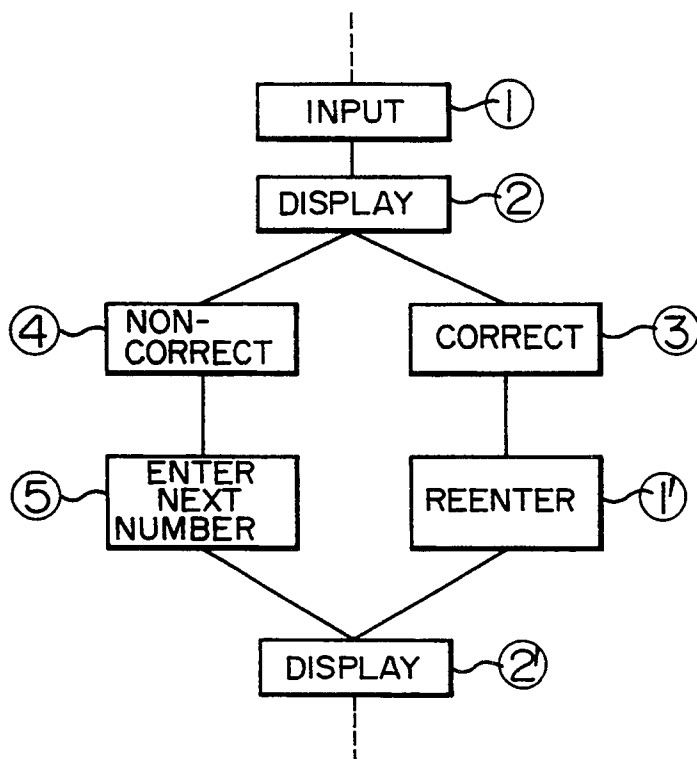 INPUT
1
DISPLAY
2
4
NON-
CORRECT
CORRECT
3
5
ENTER
NEXT
NUMBER
REENTER
1'
DISPLAY
2'